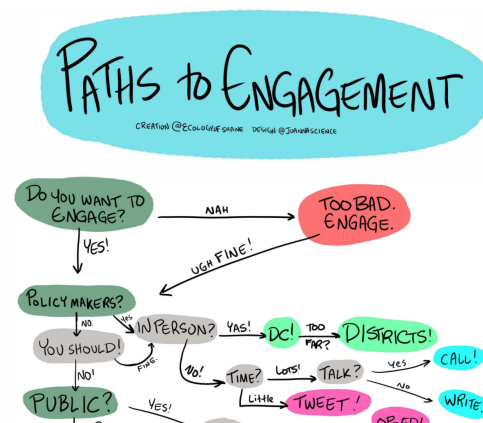 PATHS to ENGAGEMENT
CREATION @ECOLOGYOFSHANE DESIGN @JOANNASCIENCE
DO YOU WANT TO
ENGAGE?
NAH
TOO BAD.
ENGAGE.
YES!
UGH FINE!
POLICY MAKERS?
NO.
Yes
IN PERSON?
YAS!
DC!
TOO
FAR?
DISTRICTS!
YOU SHOULD!
FINE.
NO!
TIME?
LOTS!
TALK?
yes
CALL!
NO
WRITE.
Little
TWEET!
NO!
PUBLIC?
YES!